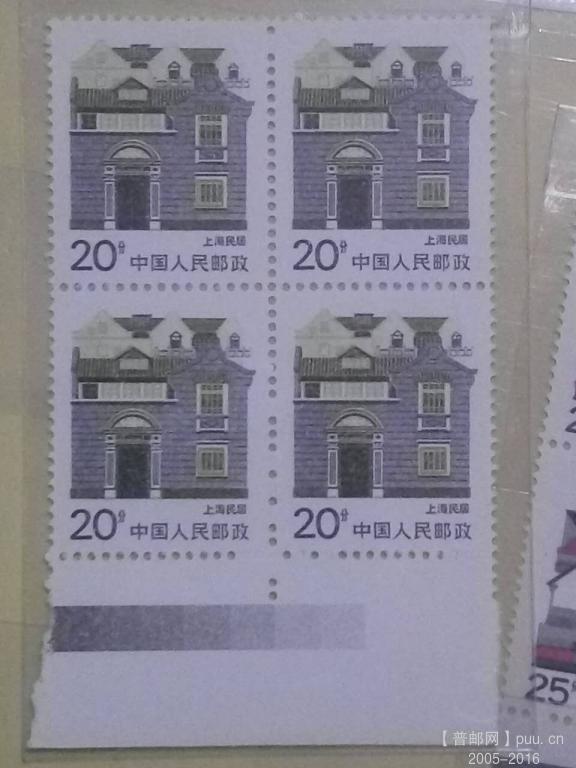 上海民居 上海民居
20分 中国人民邮政 20分 中国人民邮政
上海民居 上海民居
20分 中国人民邮政 20分 中国人民邮政
25
【普邮网】puu.cn
2005-2016